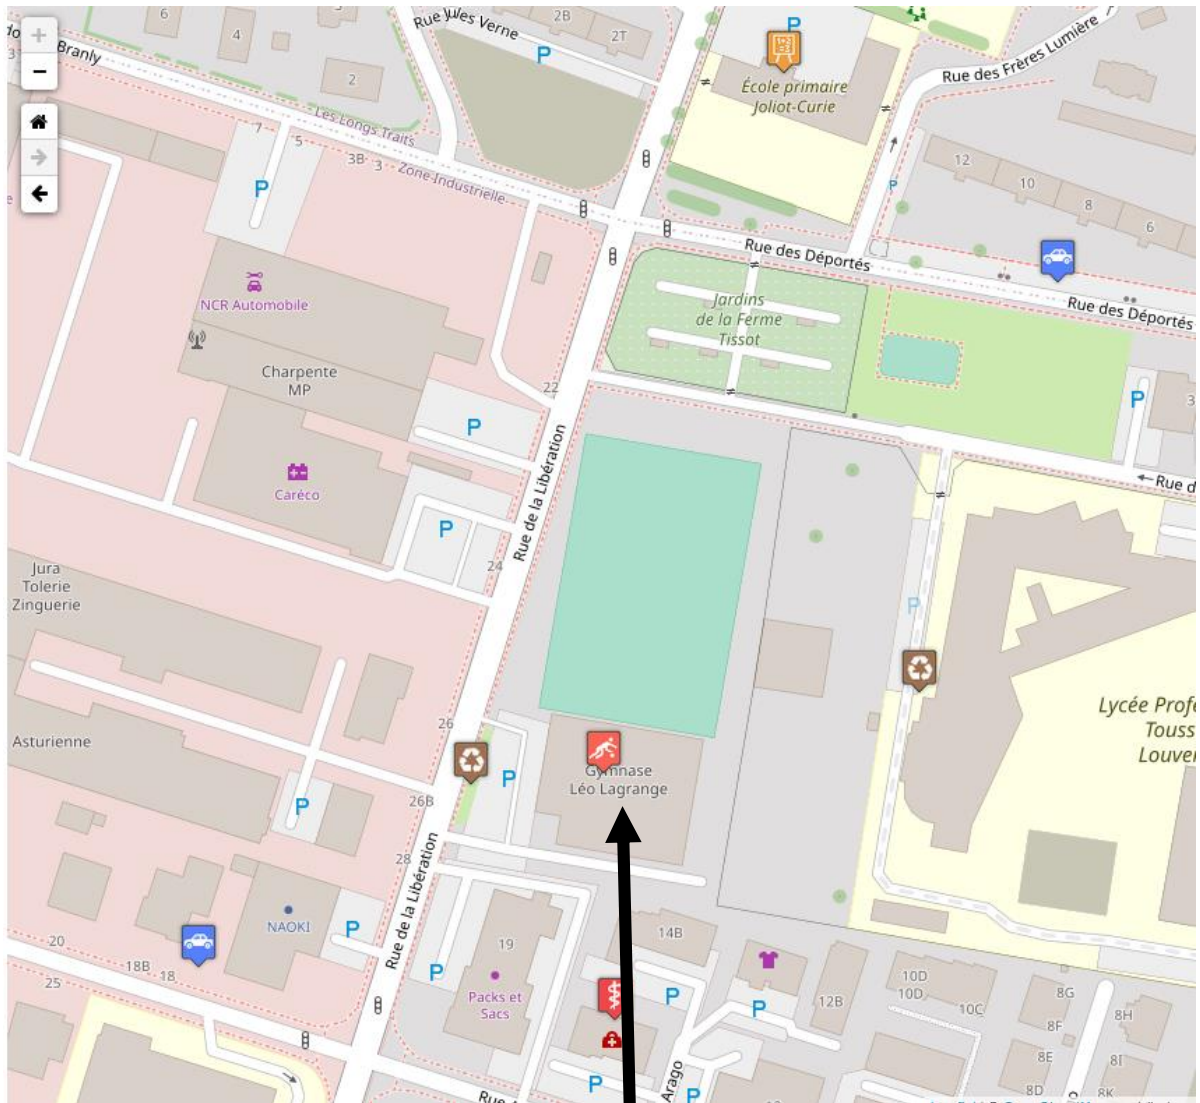 6
4
2
2B
2T
Rue Jules Verne
P
P
Branly
3
Les Longs Traits
7
5
3B
3
Zone Industrielle
P
P
École primaire
Joliot-Curie
Rue des Frères Lumière
12
10
8
6
P
Rue des Déportés
Rue des Déportés
NCR Automobile
Jardins
de la Ferme
Tissot
Charpente
MP
22
P
P
3
Caréco
Rue de la Libération
P
24
Rue d
Jura
Tolerie
Zinguerie
P
26
Asturienne
Lycée Profe
Touss
Louver
Gymnase
Léo Lagrange
P
P
26B
28
Rue de la Libération
NAOKI
P
20
18B
18
25
19
P
Packs et
Sacs
14B
P
P
12B
10D
10D
10C
8G
8H
8F
8E
8I
8D
8K
P
P
Arago
Rue